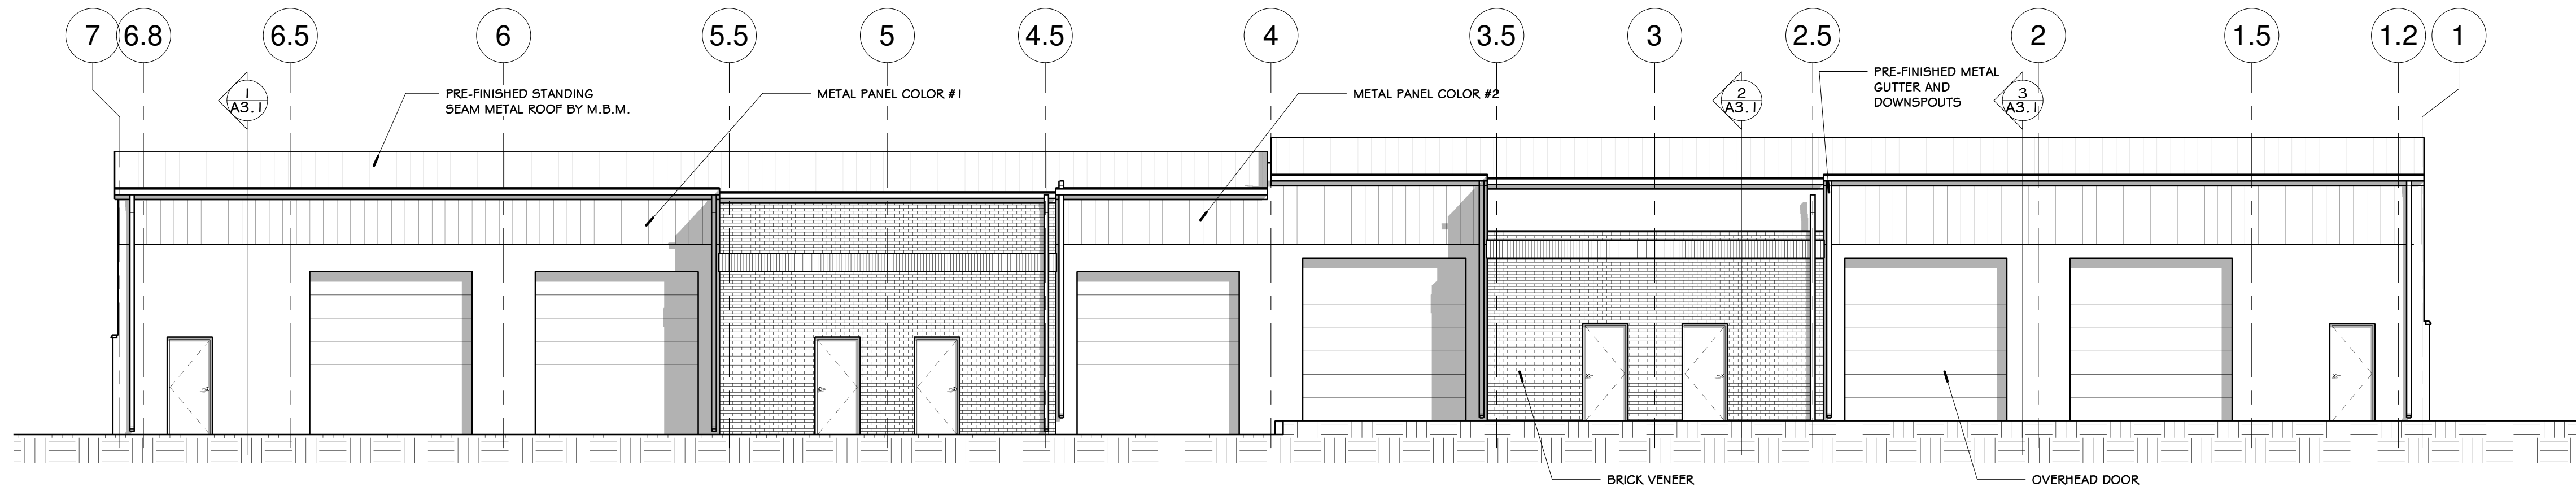 7 6.8 6.5 6 5.5 5 4.5 4 3.5 3 2.5 2 1.5 1.2 1
PRE-FINISHED METAL
GUTTER AND
DOWNSPOUTS
1
A3.1
PRE-FINISHED STANDING
SEAM METAL ROOF BY M.B.M.
METAL PANEL COLOR #1
METAL PANEL COLOR #2
2
A3.1
3
A3.1
BRICK VENEER
OVERHEAD DOOR